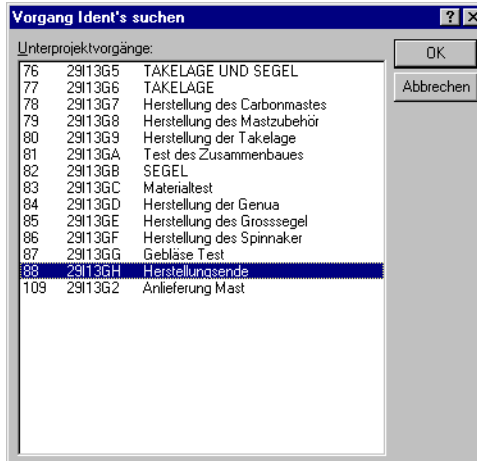 Vorgang Ident's suchen
Unterprojektvorgänge:
OK
Abbrechen
76 29I13G5 TAKELAGE UND SEGEL
77 29I13G6 TAKELAGE
78 29I13G7 Herstellung des Carbonmastes
79 29I13G8 Herstellung des Mastzubehör
80 29I13G9 Herstellung der Takelage
81 29I13GA Test des Zusammenbaues
82 29I13GB SEGEL
83 29I13GC Materialtest
84 29I13GD Herstellung der Genua
85 29I13GE Herstellung des Grosssegel
86 29I13GF Herstellung des Spinnaker
87 29I13GG Gebläse Test
88 29I13GH Herstellungsende
109 29I13G2 Anlieferung Mast